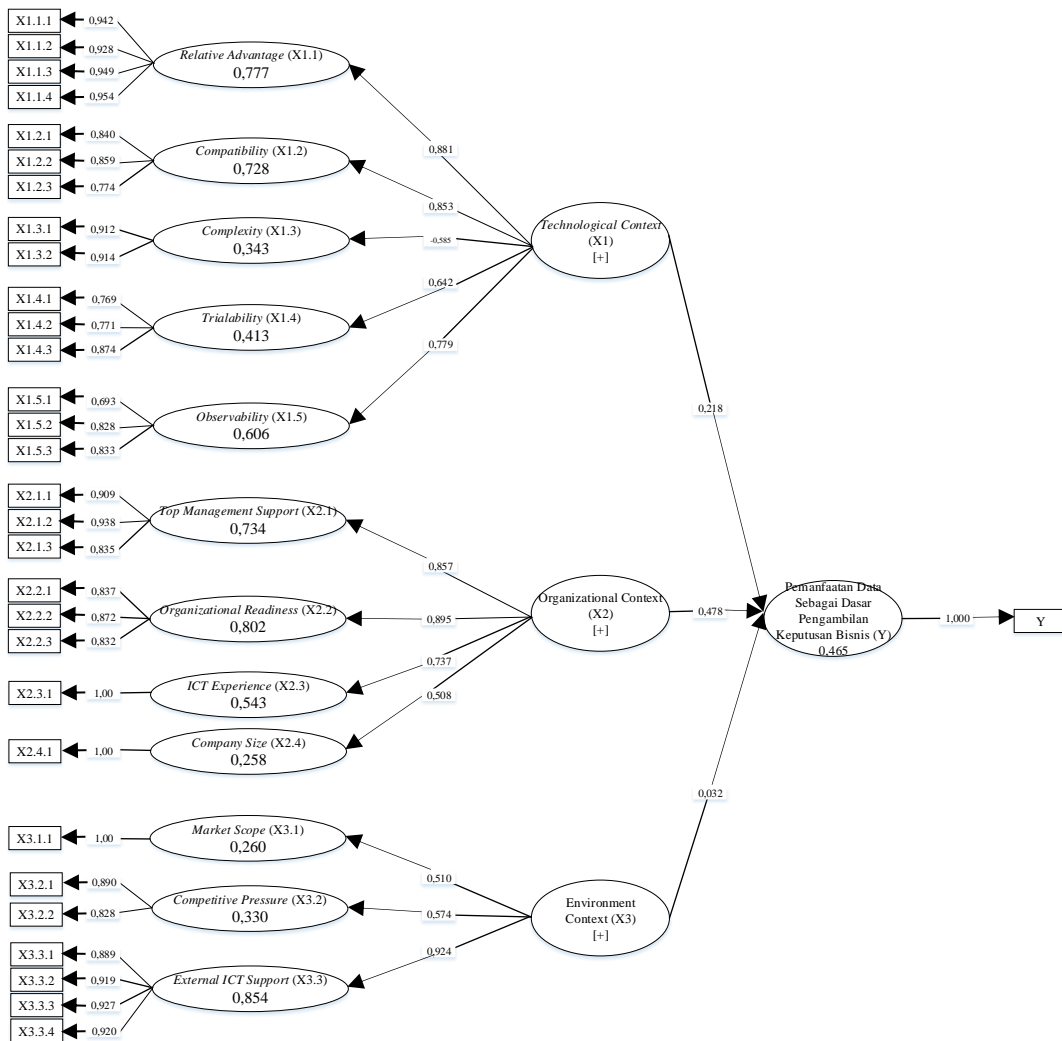 X1.1.1
0,942
X1.1.2
0,928
X1.1.3
0,949
X1.1.4
0,954
Relative Advantage (X1.1)
0,777
X1.2.1
0,840
X1.2.2
0,859
X1.2.3
0,774
Compatibility (X1.2)
0,728
X1.3.1
0,912
X1.3.2
0,914
Complexity (X1.3)
0,343
X1.4.1
0,769
X1.4.2
0,771
X1.4.3
0,874
Trialability (X1.4)
0,413
X1.5.1
0,693
X1.5.2
0,828
X1.5.3
0,833
Observability (X1.5)
0,606
0,881
0,853
-0,585
0,642
0,779
Technological Context
(X1)
[+]
0,218
X2.1.1
0,909
X2.1.2
0,938
X2.1.3
0,835
Top Management Support (X2.1)
0,734
X2.2.1
0,837
X2.2.2
0,872
X2.2.3
0,832
Organizational Readiness (X2.2)
0,802
X2.3.1
1,00
ICT Experience (X2.3)
0,543
X2.4.1
1,00
Company Size (X2.4)
0,258
0,857
0,895
0,737
0,508
Organizational Context
(X2)
[+]
0,478
Pemanfaatan Data
Sebagai Dasar
Pengambilan
Keputusan Bisnis (Y)
0,465
1,000
Y
X3.1.1
1,00
Market Scope (X3.1)
0,260
X3.2.1
0,890
X3.2.2
0,828
Competitive Pressure (X3.2)
0,330
X3.3.1
0,889
X3.3.2
0,919
X3.3.3
0,927
X3.3.4
0,920
External ICT Support (X3.3)
0,854
0,510
0,574
0,924
Environment
Context (X3)
[+]
0,032